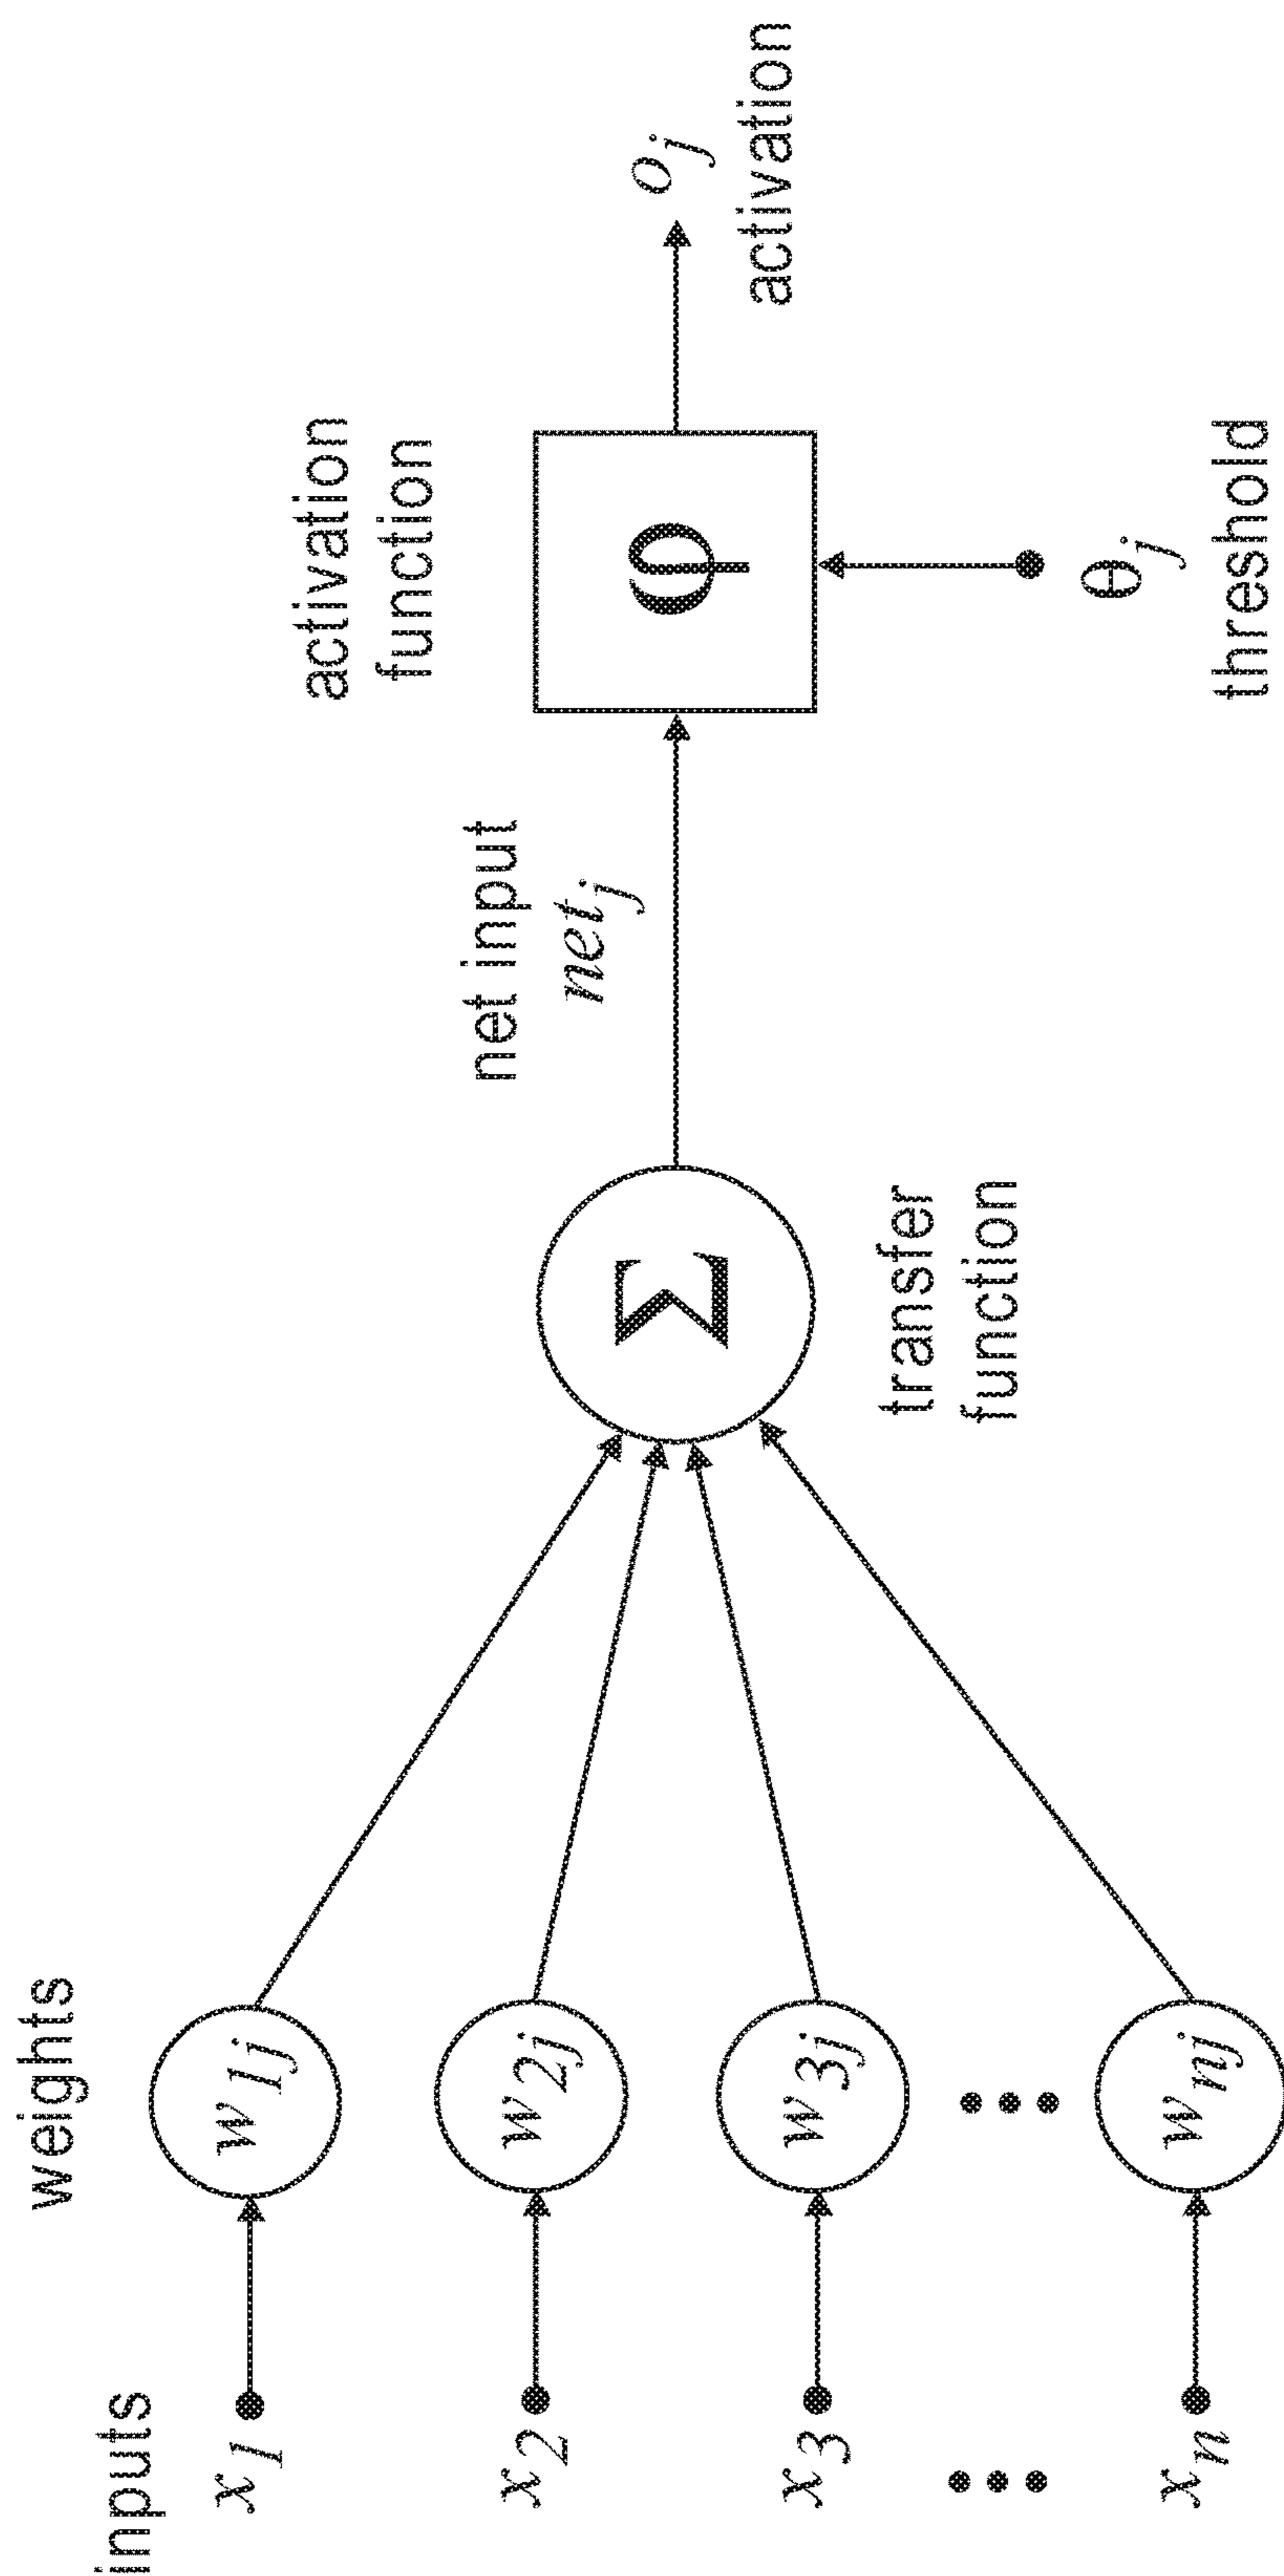 inputs
weights
x1
w1j
x2
w2j
x3
w3j
xn
wnj
Σ
transfer
function
net input
netj
activation
function
φ
θj
threshold
oj
activation